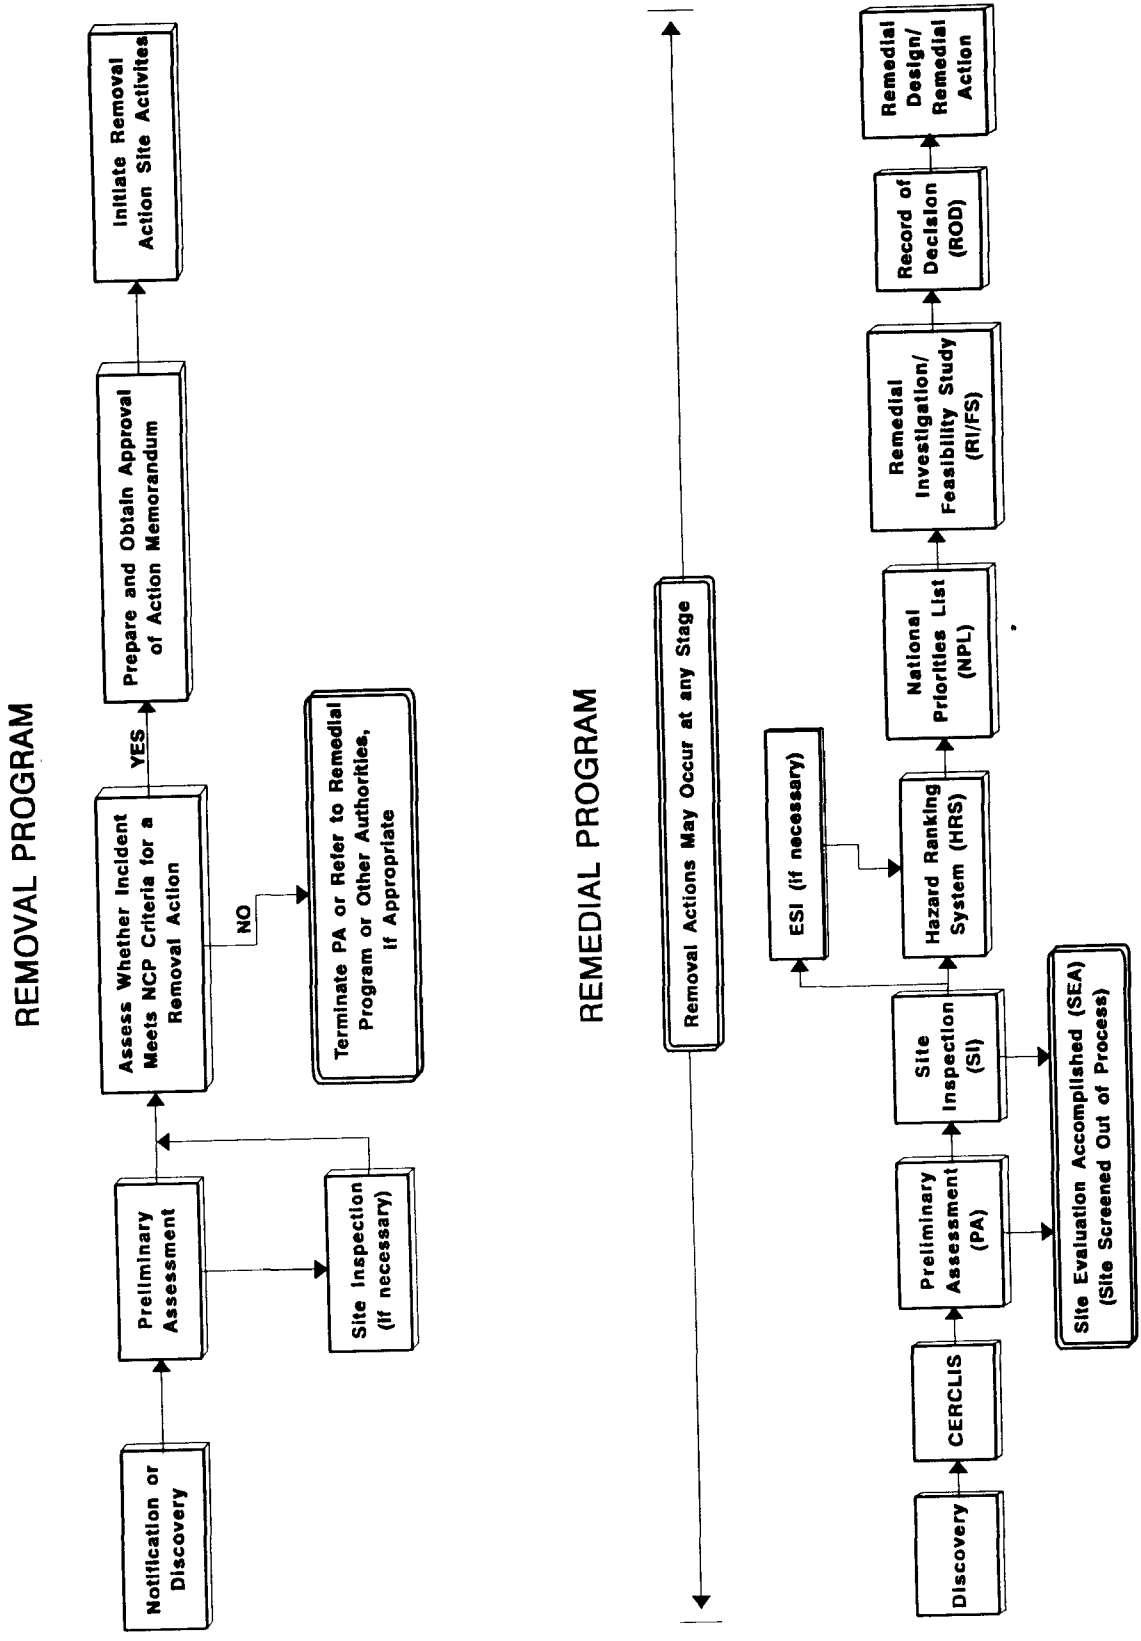 REMOVAL PROGRAM
Notification or
Discovery
Preliminary
Assessment
Site Inspection
(If necessary)
Assess Whether Incident
Meets NCP Criteria for a
Removal Action
YES
NO
Terminate PA or Refer to Remedial
Program or Other Authorities,
if Appropriate
Prepare and Obtain Approval
of Action Memorandum
Initiate Removal
Action Site Activites
REMEDIAL PROGRAM
Removal Actions May Occur at any Stage
Discovery
CERCLIS
Preliminary
Assessment
(PA)
Site
Inspection
(SI)
Site Evaluation Accomplished (SEA)
(Site Screened Out of Process)
ESI (if necessary)
Hazard Ranking
System (HRS)
National
Priorities List
(NPL)
Remedial
Investigation/
Feasibility Study
(RI/FS)
Record of
Decision
(ROD)
Remedial
Design/
Remedial
Action